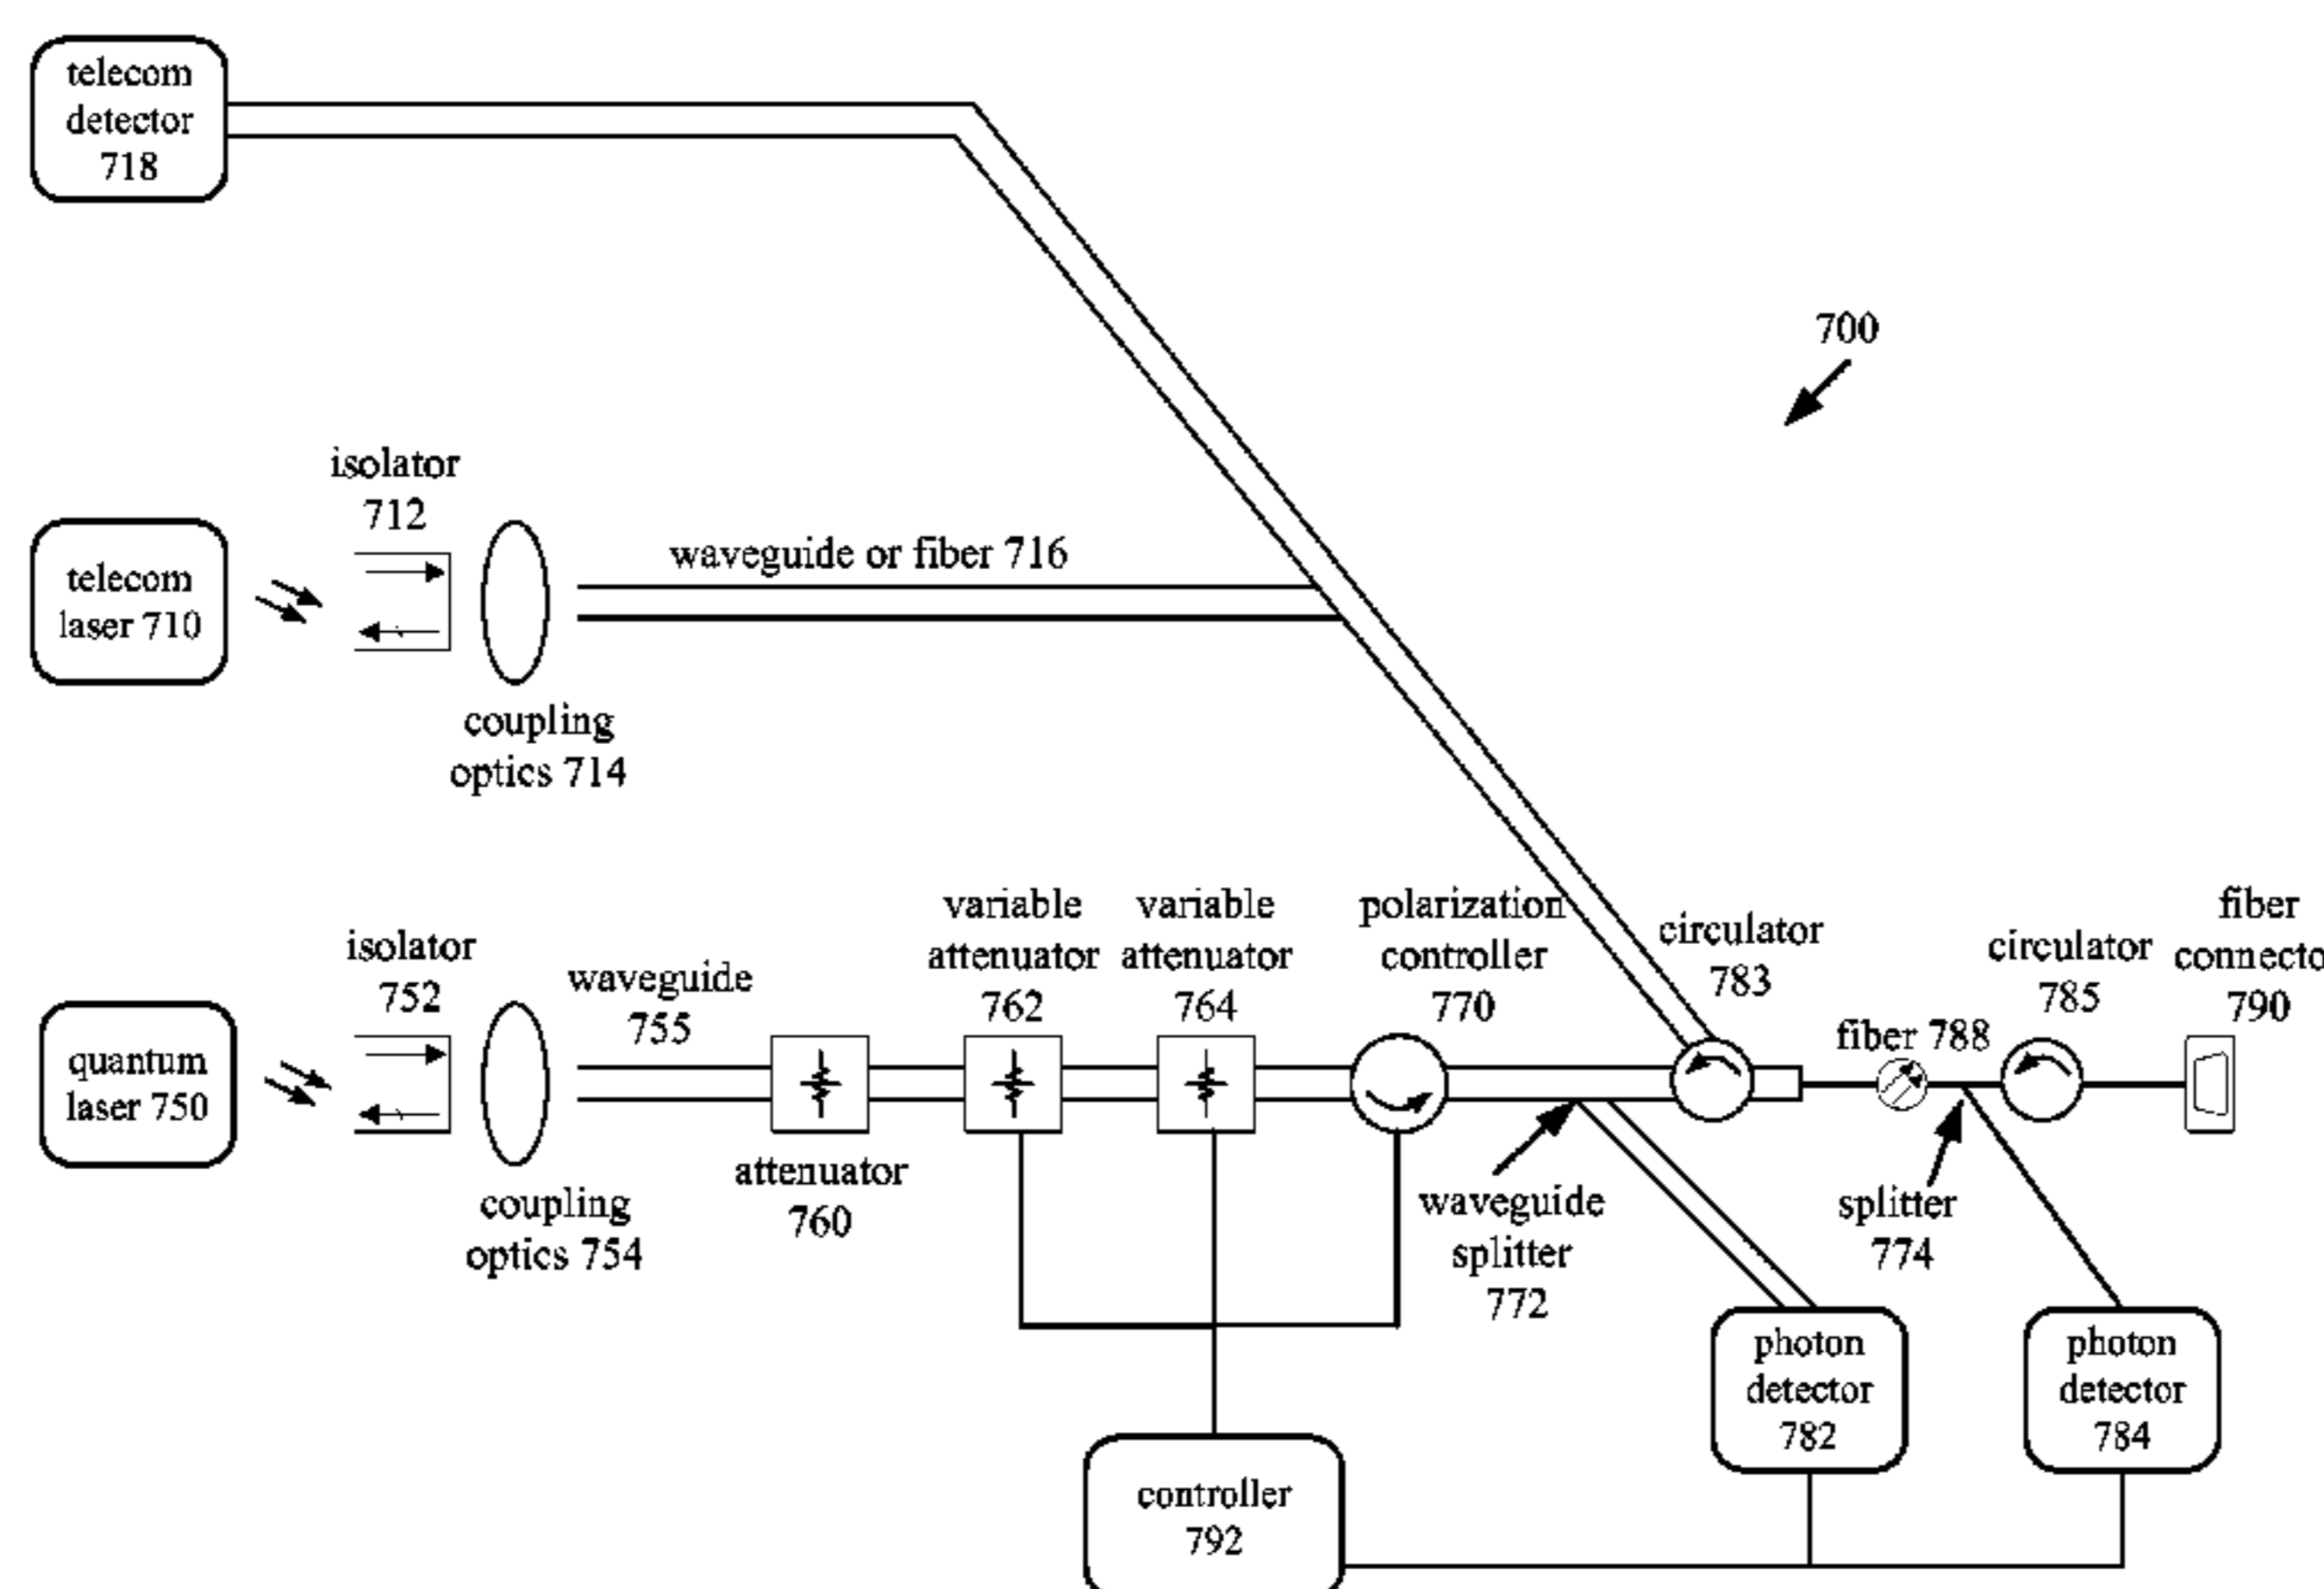 telecom
detector
718
700
isolator
712
telecom
laser 710
waveguide or fiber 716
coupling
optics 714
isolator
752
quantum
laser 750
waveguide
755
coupling
optics 754
attenuator
760
variable
attenuator
762
variable
attenuator
764
polarization
controller
770
circulator
783
fiber 788
circulator
785
fiber
connecto
790
waveguide
splitter
772
splitter
774
photon
detector
782
photon
detector
784
controller
792